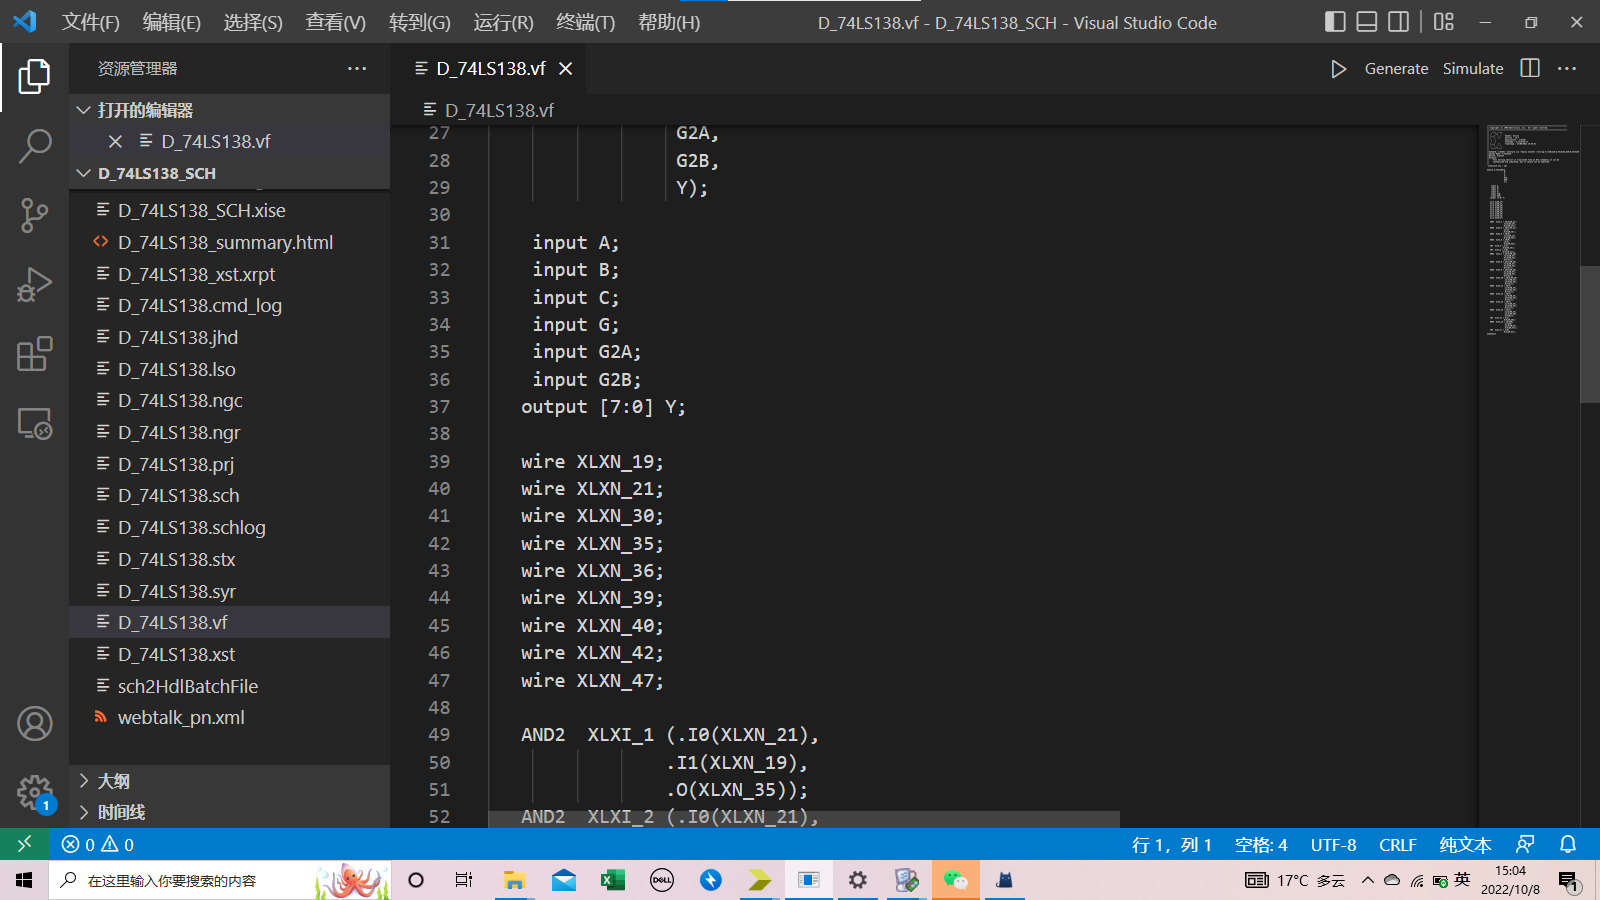 文件(F) 编辑(E) 选择(S) 查看(V) 转到(G) 运行(R) 终端(T) 帮助(H)
D_74LS138.vf - D_74LS138_SCH - Visual Studio Code
资源管理器
打开的编辑器
D_74LS138.vf
D_74LS138_SCH
D_74LS138_SCH.xise
D_74LS138_summary.html
D_74LS138_xst.xrpt
D_74LS138.cmd_log
D_74LS138.jhd
D_74LS138.lso
D_74LS138.ngc
D_74LS138.ngr
D_74LS138.prj
D_74LS138.sch
D_74LS138.schlog
D_74LS138.stx
D_74LS138.syr
D_74LS138.vf
D_74LS138.xst
sch2HdlBatchFile
webtalk_pn.xml
大纲
时间线
1
D_74LS138.vf
Generate Simulate
D_74LS138.vf
27 G2A,
28 G2B,
29 Y);
30
31 input A;
32 input B;
33 input C;
34 input G;
35 input G2A;
36 input G2B;
37 output [7:0] Y;
38
39 wire XLXN_19;
40 wire XLXN_21;
41 wire XLXN_30;
42 wire XLXN_35;
43 wire XLXN_36;
44 wire XLXN_39;
45 wire XLXN_40;
46 wire XLXN_42;
47 wire XLXN_47;
48
49 AND2 XLXI_1 (.I0(XLXN_21),
50 .I1(XLXN_19),
51 .O(XLXN_35));
52 AND2 XLXI_2 (.I0(XLXN_21),
0 0
行 1，列 1 空格: 4 UTF-8 CRLF 纯文本
在这里输入你要搜索的内容
DELL
17°C 多云
英
15:04
2022/10/8
1